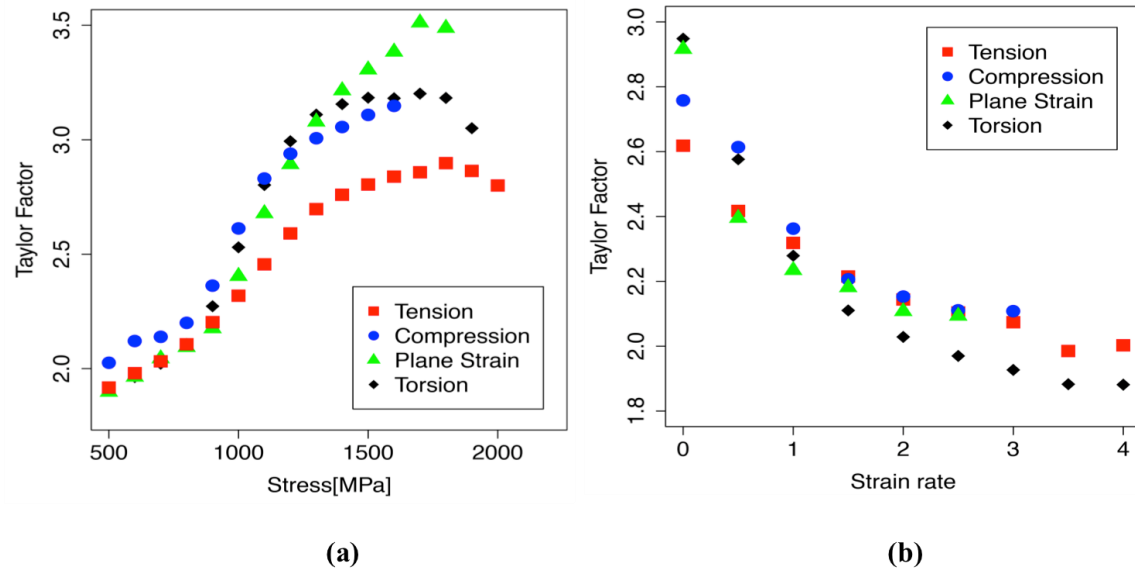 3.5
3.0
2.5
2.0
Taylor Factor
500
1000
1500
2000
Stress[MPa]
Tension
Compression
Plane Strain
Torsion
(a)
3.0
2.8
2.6
2.4
2.2
2.0
1.8
Taylor Factor
0
1
2
3
4
Strain rate
Tension
Compression
Plane Strain
Torsion
(b)